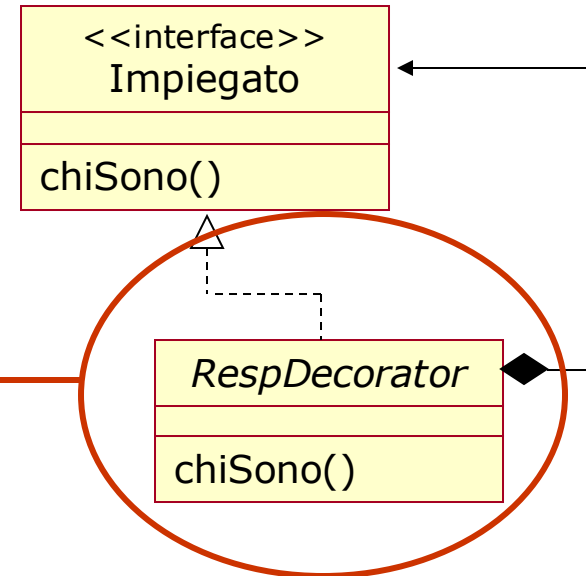 <<interface>>
Impiegato
chiSono()
RespDecorator
chiSono()